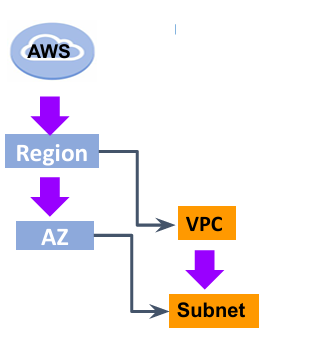 AWS
Region
AZ
VPC
Subnet